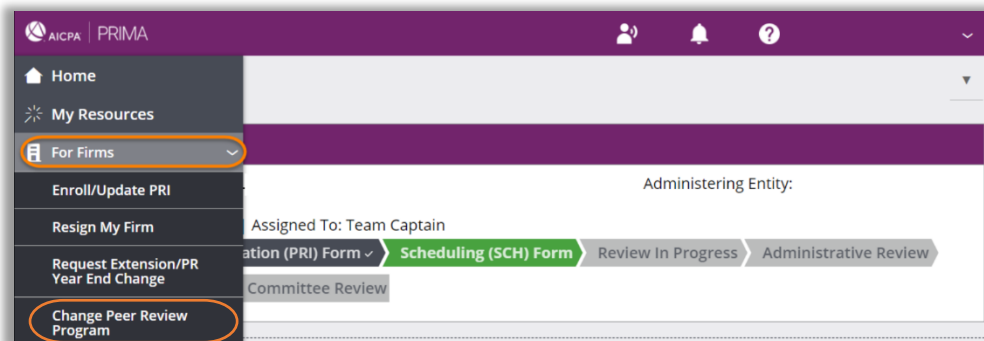 AICPA | PRIMA
Home
My Resources
For Firms
Enroll/Update PRI
Administering Entity:
Resign My Firm
Assigned To: Team Captain
ation (PRI) Form
Scheduling (SCH) Form
Review In Progress
Administrative Review
Request Extension/PR
Year End Change
Committee Review
Change Peer Review
Program